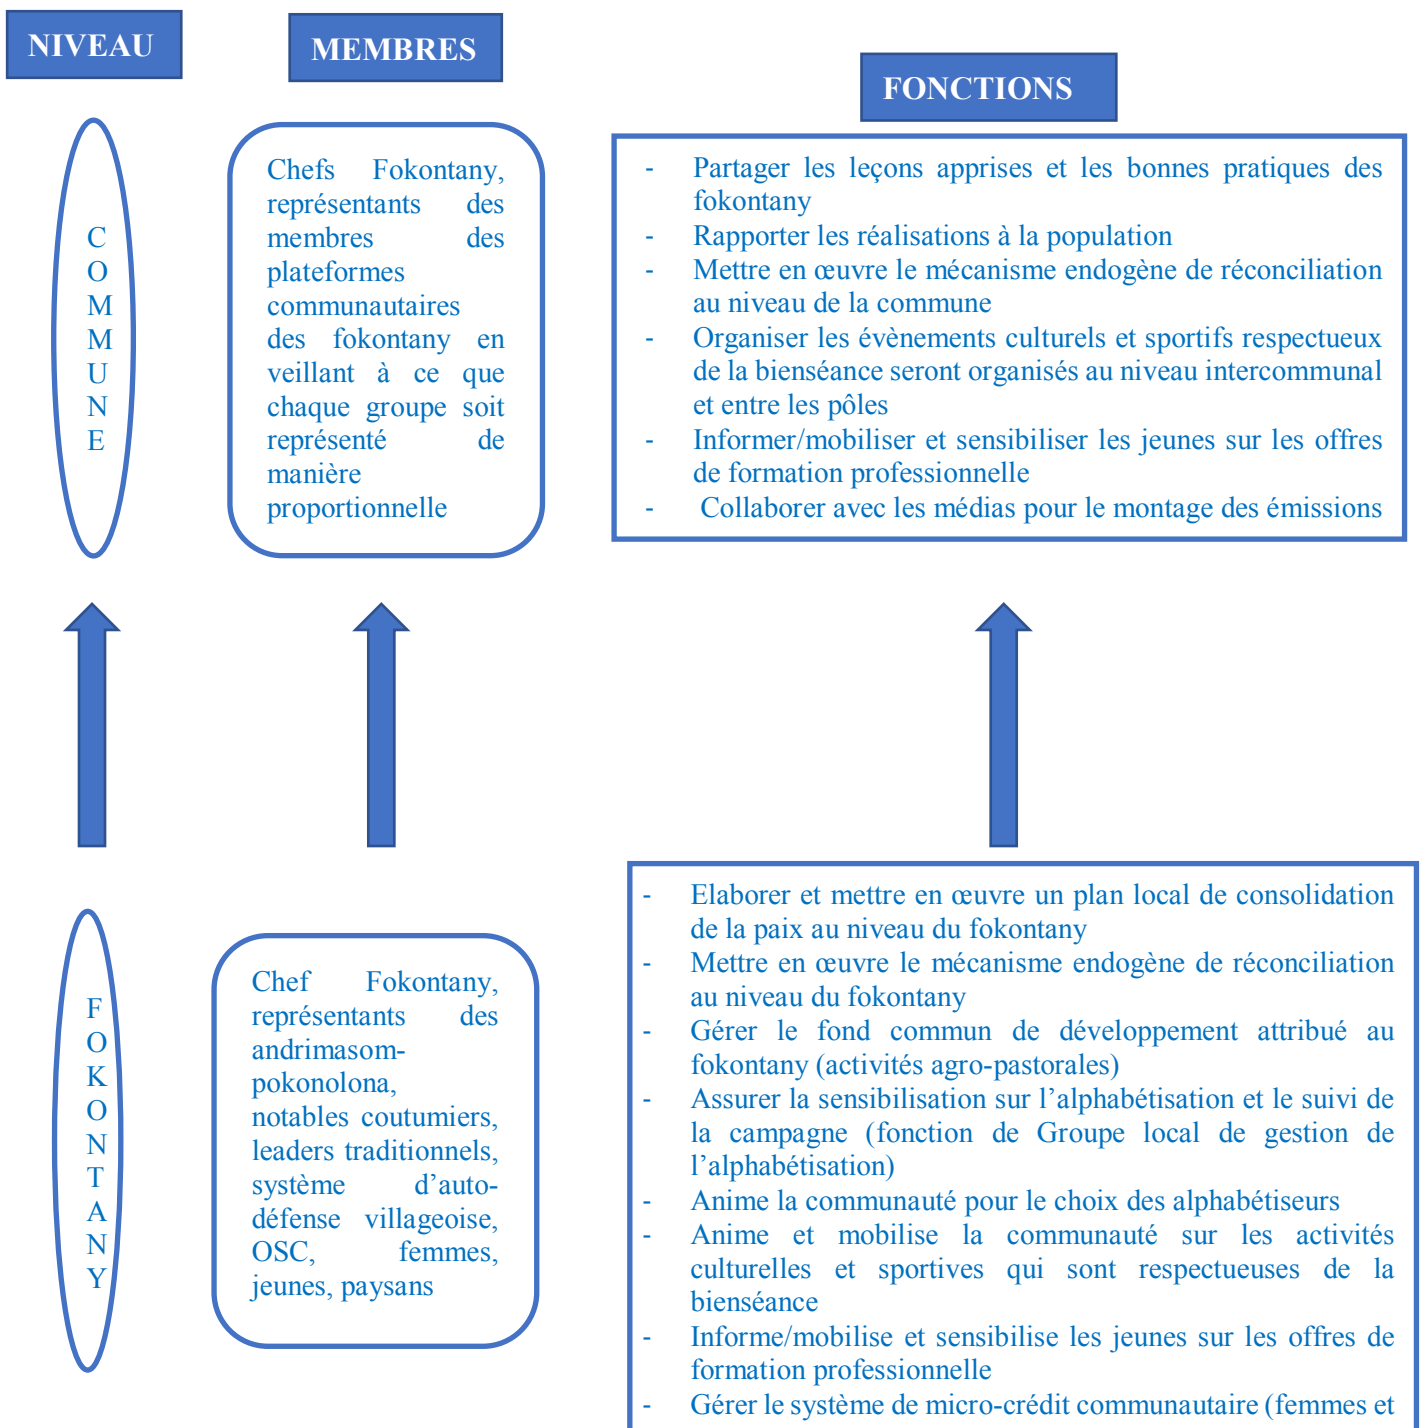 NIVEAU
MEMBRES
FONCTIONS
C
O
M
M
U
N
E
Chefs Fokontany,
représentants des
membres des
plateformes
communautaires
des fokontany en
veillant à ce que
chaque groupe soit
représenté de
manière
proportionnelle
- Partager les leçons apprises et les bonnes pratiques des
fokontany
- Rapporter les réalisations à la population
- Mettre en œuvre le mécanisme endogène de réconciliation
au niveau de la commune
- Organiser les évènements culturels et sportifs respectueux
de la bienséance seront organisés au niveau intercommunal
et entre les pôles
- Informer/mobiliser et sensibiliser les jeunes sur les offres
de formation professionnelle
- Collaborer avec les médias pour le montage des émissions
F
O
K
O
N
T
A
N
Y
Chef Fokontany,
représentants des
andrimasom-
pokonolona,
notables coutumiers,
leaders traditionnels,
système d’auto-
défense villageoise,
OSC, femmes,
jeunes, paysans
- Elaborer et mettre en œuvre un plan local de consolidation
de la paix au niveau du fokontany
- Mettre en œuvre le mécanisme endogène de réconciliation
au niveau du fokontany
- Gérer le fond commun de développement attribué au
fokontany (activités agro-pastorales)
- Assurer la sensibilisation sur l’alphabétisation et le suivi de
la campagne (fonction de Groupe local de gestion de
l’alphabétisation)
- Anime la communauté pour le choix des alphabétiseurs
- Anime et mobilise la communauté sur les activités
culturelles et sportives qui sont respectueuses de la
bienséance
- Informe/mobilise et sensibilise les jeunes sur les offres de
formation professionnelle
- Gérer le système de micro-crédit communautaire (femmes et